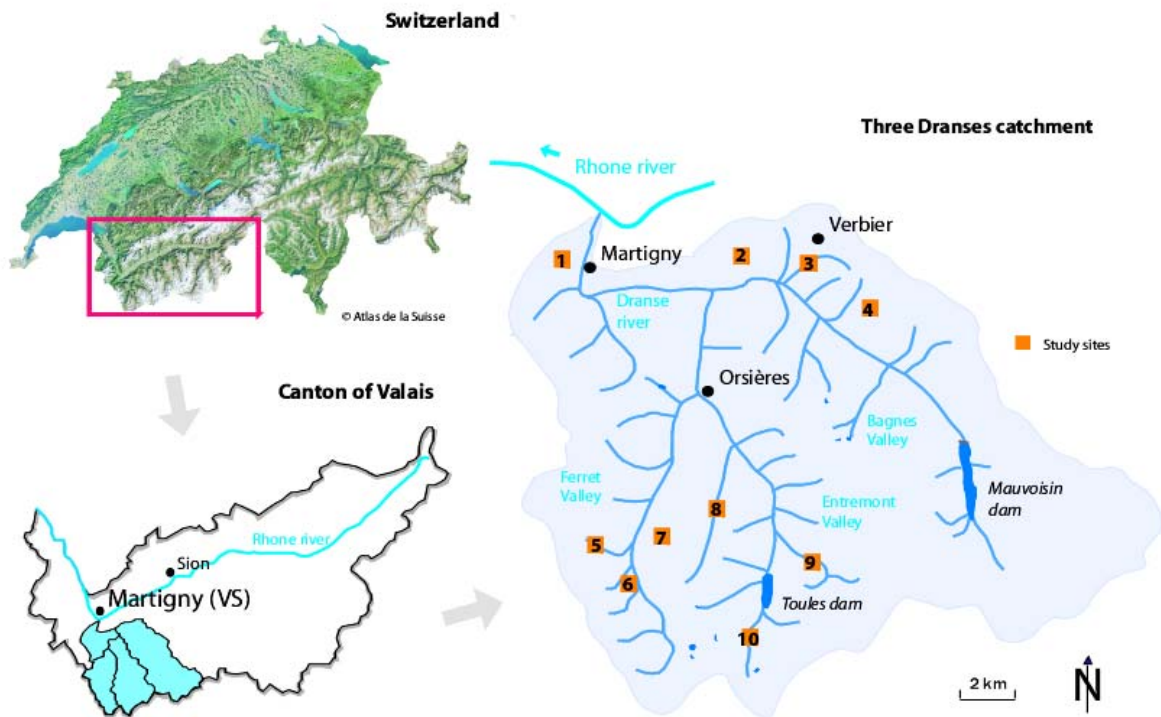 Switzerland
© Atlas de la Suisse
Three Dranses catchment
Rhone river
Verbier
1
Martigny
2
3
4
Dranse
river
Study sites
Orsières
Bagnes
Valley
Ferret
Valley
Entremont
Valley
Mauvoisin
dam
5
6
7
8
9
10
Toules dam
2 km
N
Canton of Valais
Rhone river
Sion
Martigny (VS)